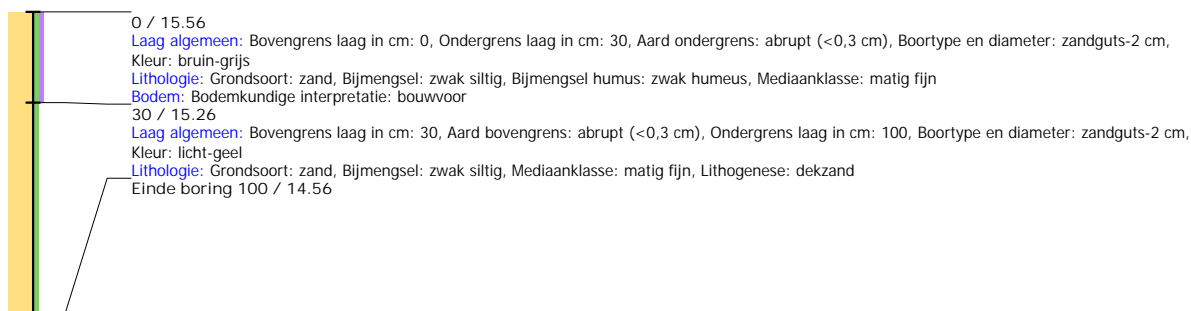 0 / 15.56
Laag algemeen: Bovengrens laag in cm: 0, Ondergrens laag in cm: 30, Aard ondergrens: abrupt (<0,3 cm), Boortype en diameter: zandguts-2 cm,
Kleur: bruin-grijs
Lithologie: Grondsoort: zand, Bijmengsel: zwak siltig, Bijmengsel humus: zwak humeus, Mediaanklasse: matig fijn
Bodem: Bodemkundige interpretatie: bouwvoor
30 / 15.26
Laag algemeen: Bovengrens laag in cm: 30, Aard bovengrens: abrupt (<0,3 cm), Ondergrens laag in cm: 100, Boortype en diameter: zandguts-2 cm,
Kleur: licht-geel
Lithologie: Grondsoort: zand, Bijmengsel: zwak siltig, Mediaanklasse: matig fijn, Lithogenese: dekzand
Einde boring 100 / 14.56